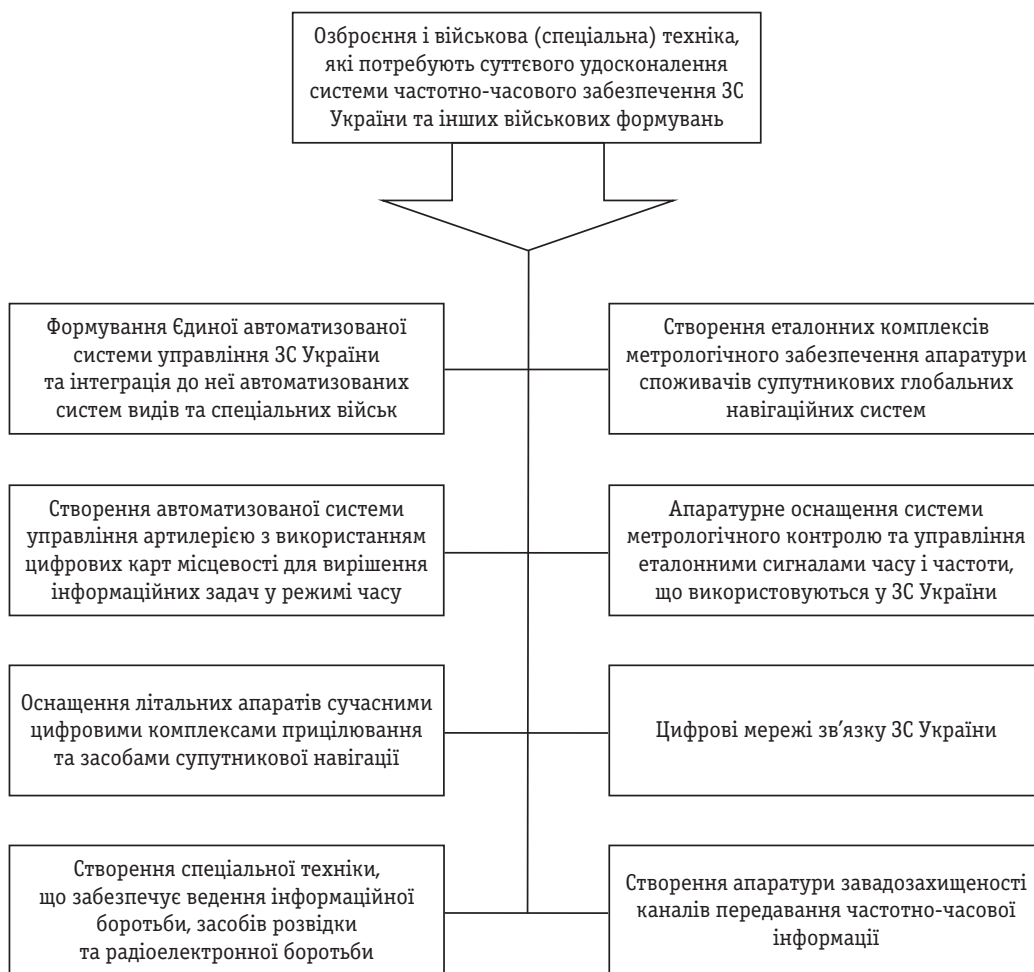 Озброєння і військова (спеціальна) техніка,
які потребують суттєвого удосконалення
системи частотно-часового забезпечення ЗС
України та інших військових формувань
Формування Єдиної автоматизованої
системи управління ЗС України
та інтеграція до неї автоматизованих
систем видів та спеціальних військ
Створення еталонних комплексів
метрологічного забезпечення апаратури
споживачів супутникових глобальних
навігаційних систем
Створення автоматизованої системи
управління артилерією з використанням
цифрових карт місцевості для вирішення
інформаційних задач у режимі часу
Апаратурне оснащення системи
метрологічного контролю та управління
еталонними сигналами часу і частоти,
що використовуються у ЗС України
Оснащення літальних апаратів сучасними
цифровими комплексами прицілювання
та засобами супутникової навігації
Цифрові мережі зв’язку ЗС України
Створення спеціальної техніки,
що забезпечує ведення інформаційної
боротьби, засобів розвідки
та радіоелектронної боротьби
Створення апаратури завадозахищеності
каналів передавання частотно-часової
інформації